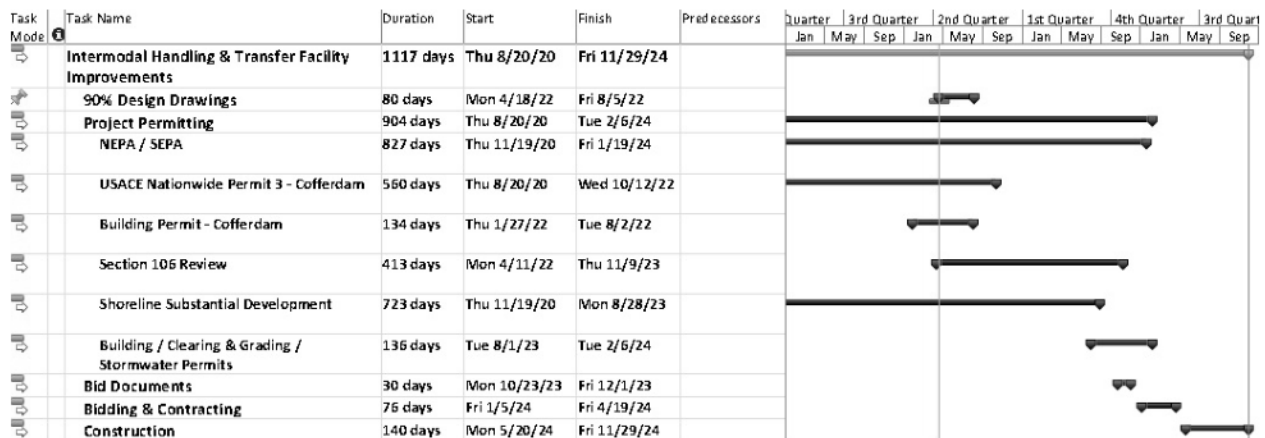 Task Mode Task Name Duration Start Finish Predecessors Quarter 3rd Quarter 2nd Quarter 1st Quarter 4th Quarter 3rd Quart
Jan May Sep Jan May Sep Jan May Sep Jan May Sep
Intermodal Handling & Transfer Facility 1117 days Thu 8/20/20 Fri 11/29/24
Improvements
90% Design Drawings 80 days Mon 4/18/22 Fri 8/5/22
Project Permitting 904 days Thu 8/20/20 Tue 2/6/24
NEPA / SEPA 827 days Thu 11/19/20 Fri 1/19/24
USACE Nationwide Permit 3 - Cofferdam 560 days Thu 8/20/20 Wed 10/12/22
Building Permit - Cofferdam 134 days Thu 1/27/22 Tue 8/2/22
Section 106 Review 413 days Mon 4/11/22 Thu 11/9/23
Shoreline Substantial Development 723 days Thu 11/19/20 Mon 8/28/23
Building / Clearing & Grading / 136 days Tue 8/1/23 Tue 2/6/24
Stormwater Permits
Bid Documents 30 days Mon 10/23/23 Fri 12/1/23
Bidding & Contracting 76 days Fri 1/5/24 Fri 4/19/24
Construction 140 days Mon 5/20/24 Fri 11/29/24